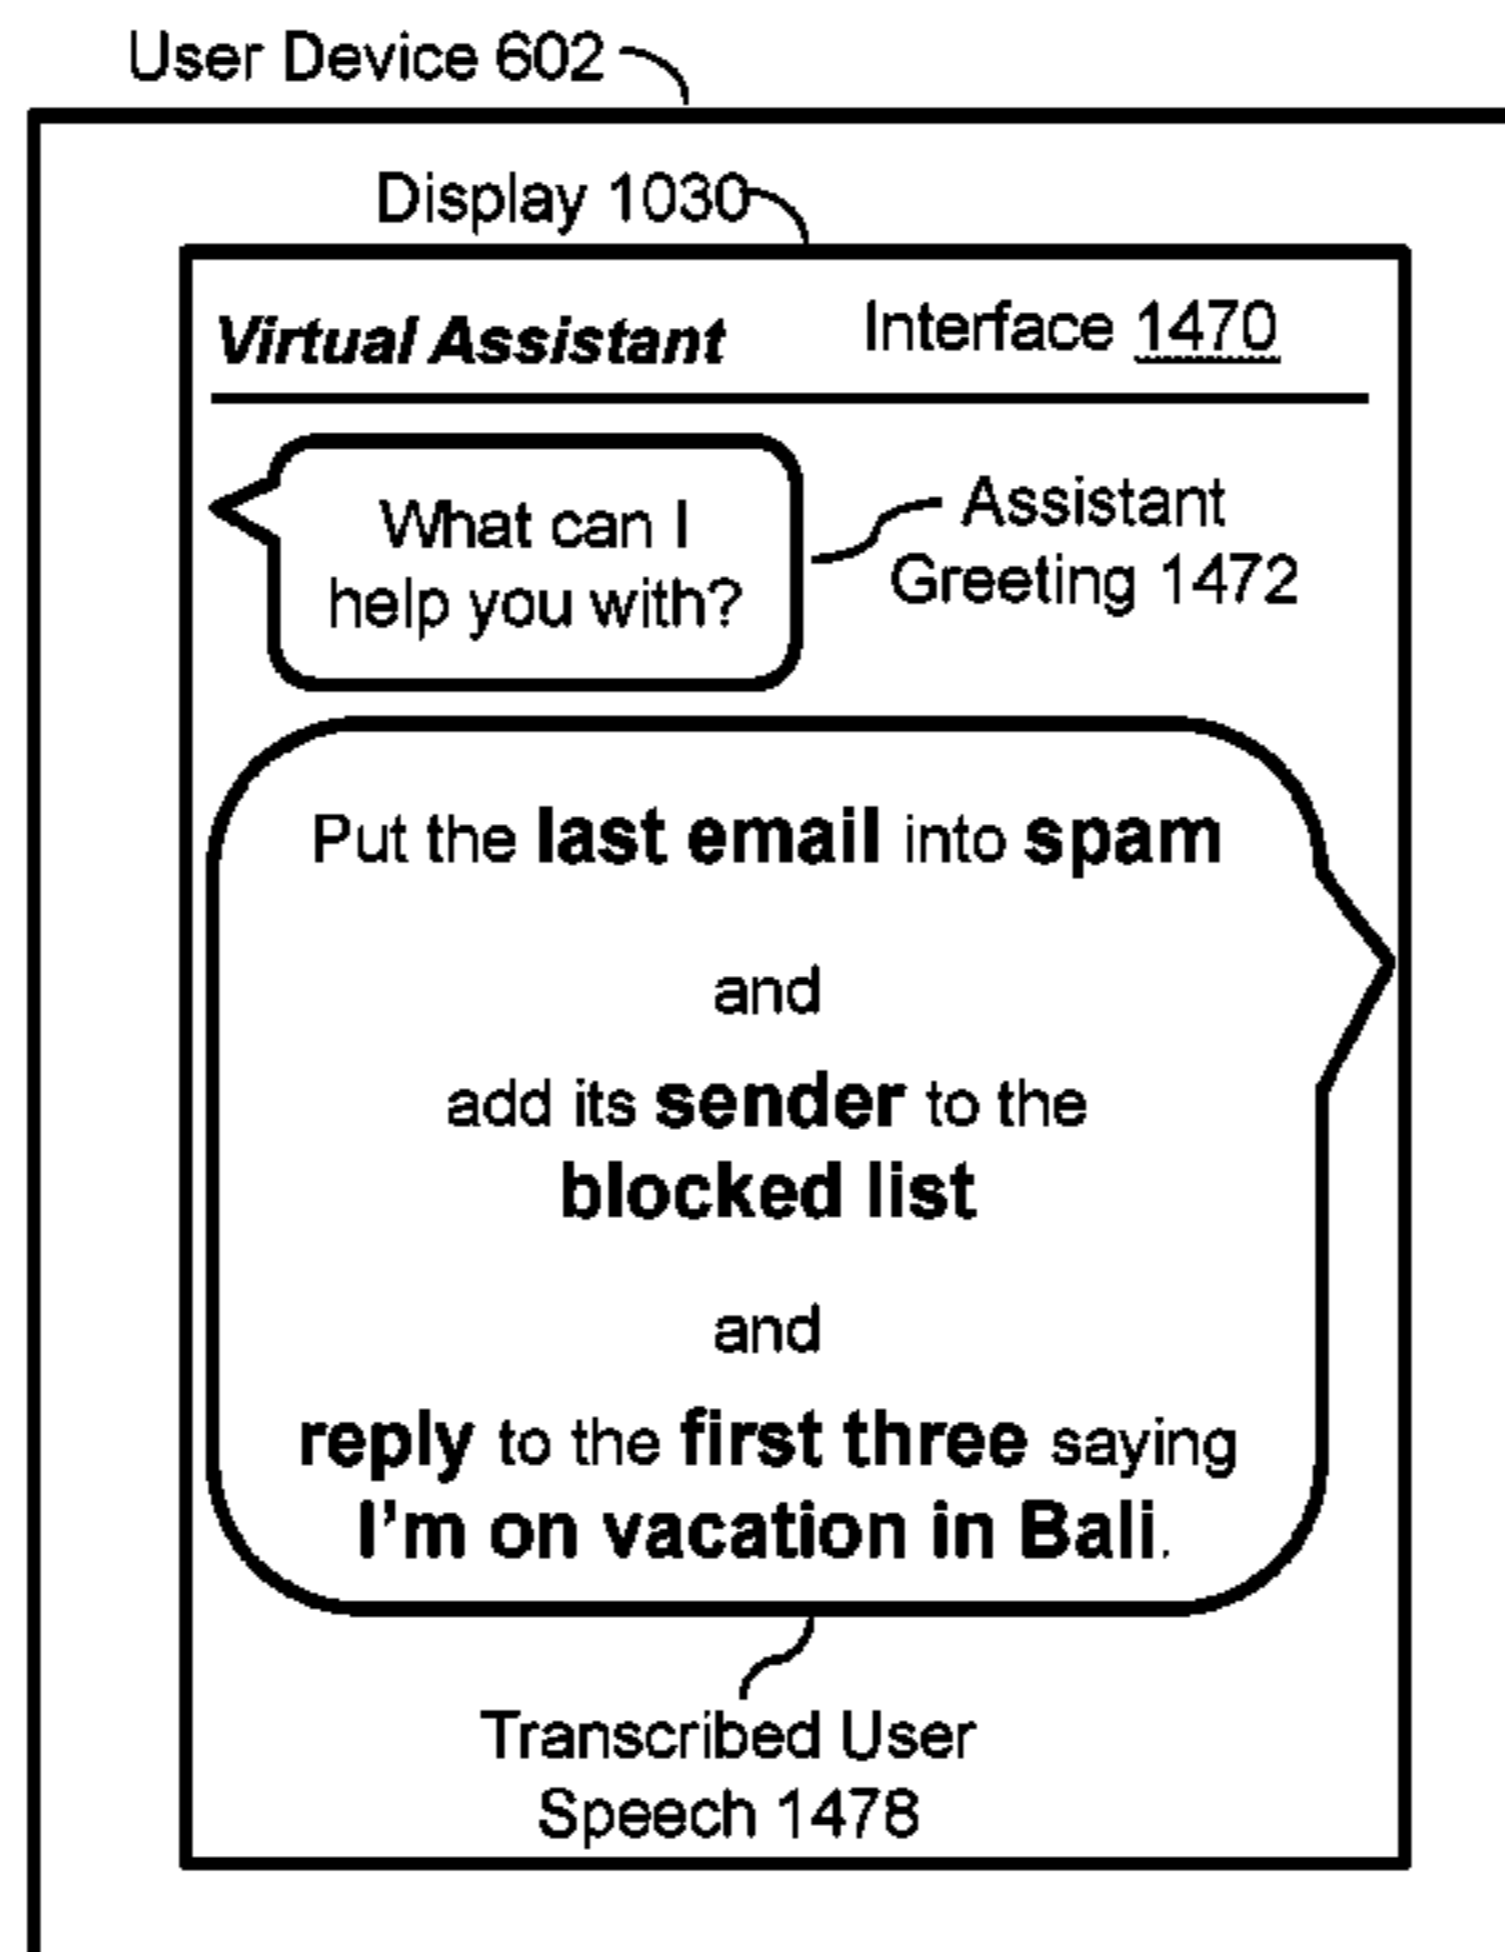 User Device 602
Display 1030
Virtual Assistant
Interface 1470
What can I
help you with?
Assistant
Greeting 1472
Put the last email into spam
and
add its sender to the
blocked list
and
reply to the first three saying
I'm on vacation in Bali.
Transcribed User
Speech 1478